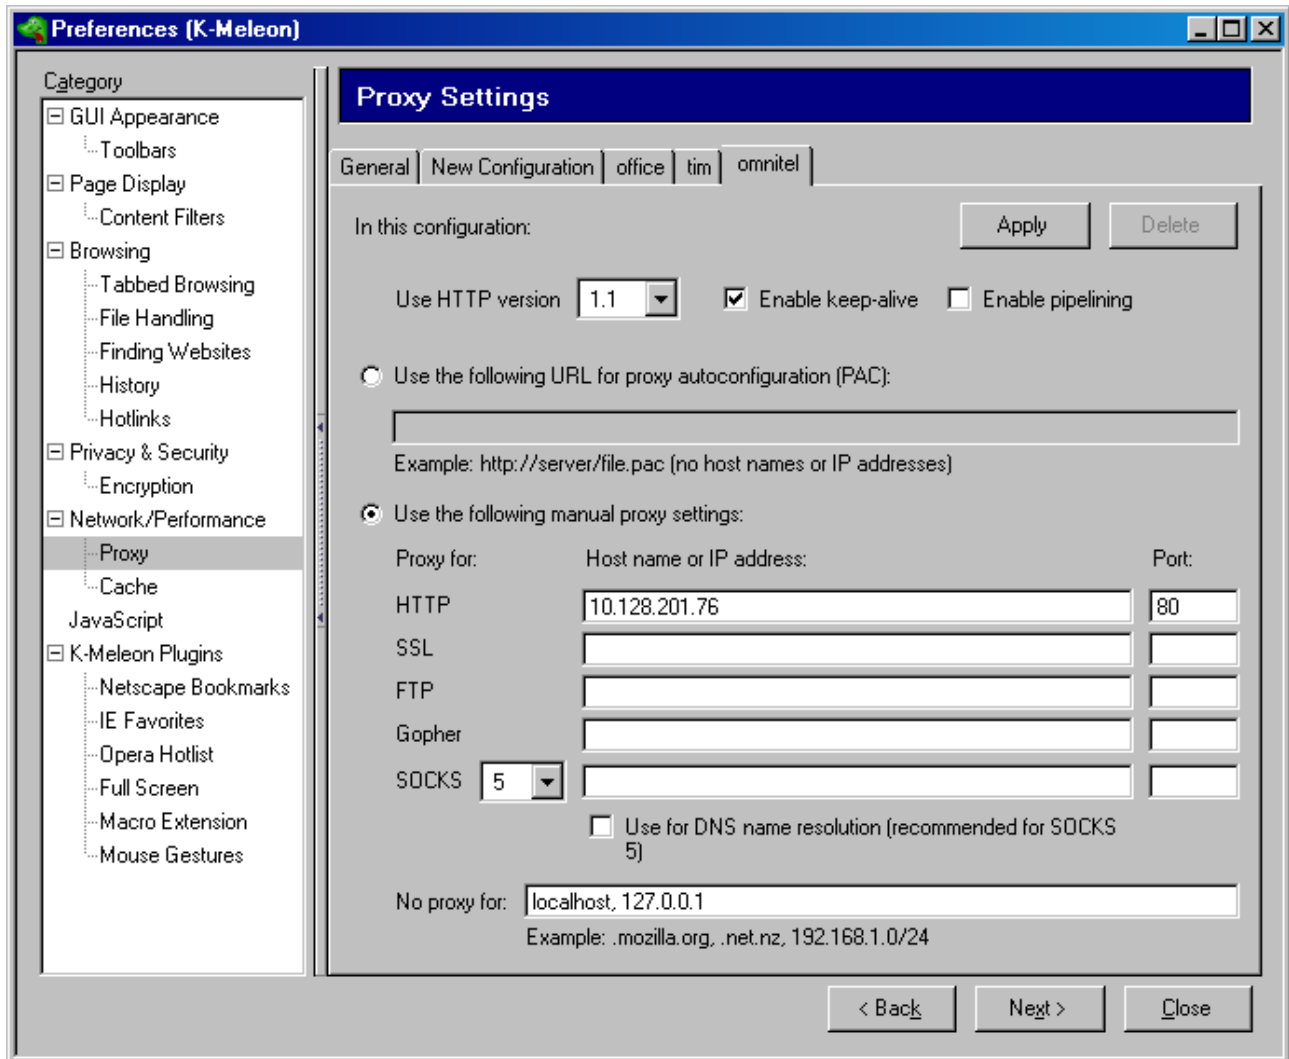 Preferences (K-Meleon)
Category
GUI Appearance
Toolbars
Page Display
Content Filters
Browsing
Tabbed Browsing
File Handling
Finding Websites
History
Hotlinks
Privacy & Security
Encryption
Network/Performance
Proxy
Cache
JavaScript
K-Meleon Plugins
Netscape Bookmarks
IE Favorites
Opera Hotlist
Full Screen
Macro Extension
Mouse Gestures
Proxy Settings
General New Configuration office tim omnitel
In this configuration: Apply Delete
Use HTTP version 1.1 Enable keep-alive Enable pipelining
Use the following URL for proxy autoconfiguration (PAC):
Example: http://server/file.pac (no host names or IP addresses)
Use the following manual proxy settings:
Proxy for: Host name or IP address: Port:
HTTP 10.128.201.76 80
SSL
FTP
Gopher
SOCKS 5
Use for DNS name resolution (recommended for SOCKS
5)
No proxy for: localhost, 127.0.0.1
Example: .mozilla.org, .net.nz, 192.168.1.0/24
< Back Next > Close